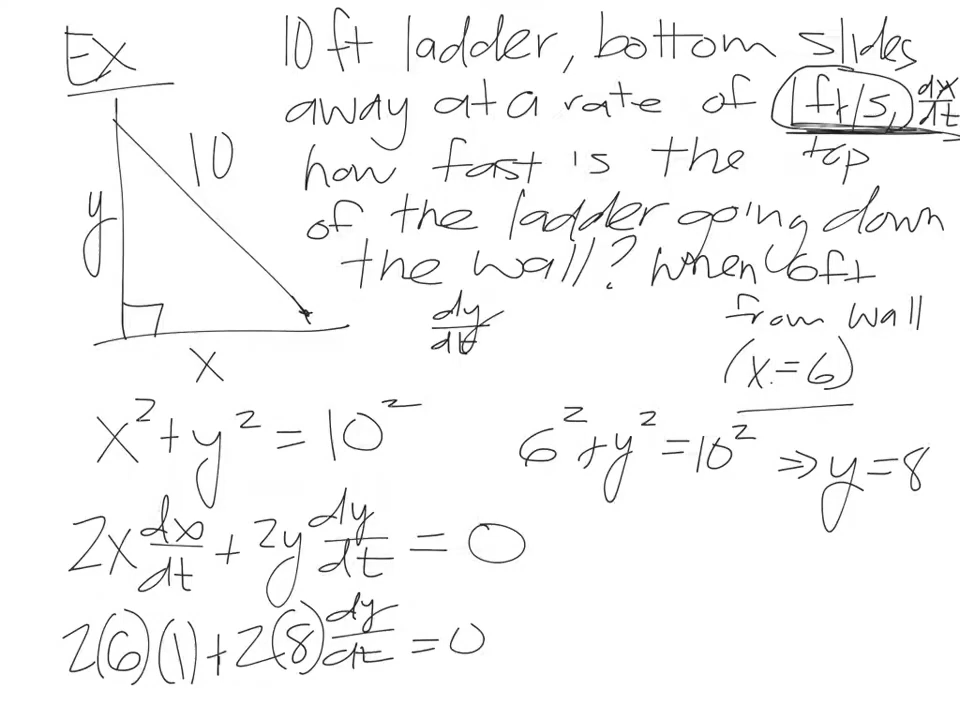 Ex
10 ft ladder, bottom slides
away at a rate of 1 ft/s, dx/dt
how fast is the top
of the ladder going down
the wall? when 6ft
from wall
dy/dt
(x=6)
10
y
x
x² + y² = 10²
6² + y² = 10² ⇒ y = 8
2x dx/dt + 2y dy/dt = 0
2(6)(1) + 2(8) dy/dt = 0